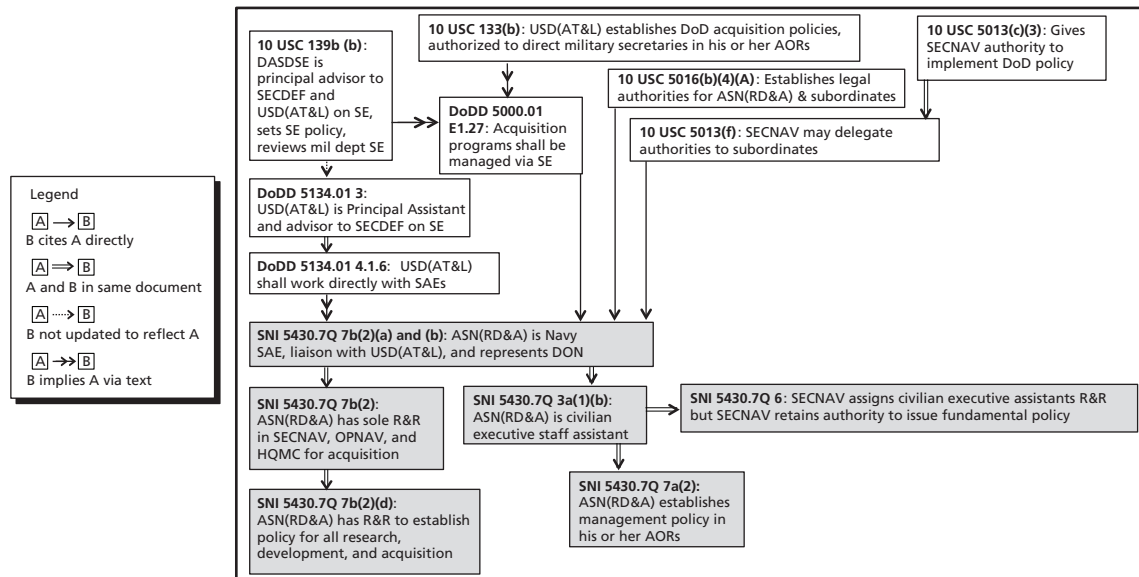 10 USC 133(b): USD(AT&L) establishes DoD acquisition policies,
authorized to direct military secretaries in his or her AORs
10 USC 5013(c)(3): Gives
SECNAV authority to
implement DoD policy
10 USC 139b (b):
DASDSE is
principal advisor to
SECDEF and
USD(AT&L) on SE,
sets SE policy,
reviews mil dept SE
10 USC 5016(b)(4)(A): Establishes legal
authorities for ASN(RD&A) & subordinates
DoDD 5000.01
E1.27: Acquisition
programs shall be
managed via SE
10 USC 5013(f): SECNAV may delegate
authorities to subordinates
Legend
A B
B cites A directly
A B
A and B in same document
A B
B not updated to reflect A
A B
B implies A via text
DoDD 5134.01 3:
USD(AT&L) is Principal Assistant
and advisor to SECDEF on SE
DoDD 5134.01 4.1.6: USD(AT&L)
shall work directly with SAEs
SNI 5430.7Q 7b(2)(a) and (b): ASN(RD&A) is Navy
SAE, liaison with USD(AT&L), and represents DON
SNI 5430.7Q 7b(2):
ASN(RD&A) has sole R&R
in SECNAV, OPNAV, and
HQMC for acquisition
SNI 5430.7Q 3a(1)(b):
ASN(RD&A) is civilian
executive staff assistant
SNI 5430.7Q 6: SECNAV assigns civilian executive assistants R&R
but SECNAV retains authority to issue fundamental policy
SNI 5430.7Q 7b(2)(d):
ASN(RD&A) has R&R to establish
policy for all research,
development, and acquisition
SNI 5430.7Q 7a(2):
ASN(RD&A) establishes
management policy in
his or her AORs